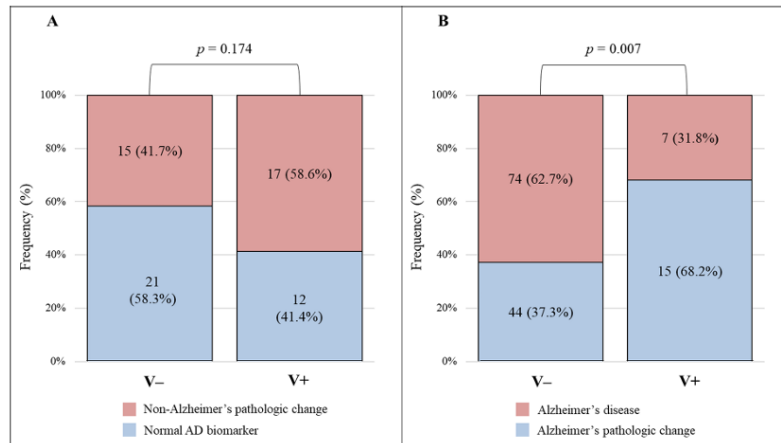 A
p = 0.174
100%
80%
60%
40%
20%
0%
Frequency (%)
15 (41.7%)
17 (58.6%)
21
(58.3%)
12
(41.4%)
V−
V+
Non-Alzheimer's pathologic change
Normal AD biomarker
B
p = 0.007
100%
80%
60%
40%
20%
0%
Frequency (%)
74 (62.7%)
7 (31.8%)
44 (37.3%)
15 (68.2%)
V−
V+
Alzheimer's disease
Alzheimer's pathologic change